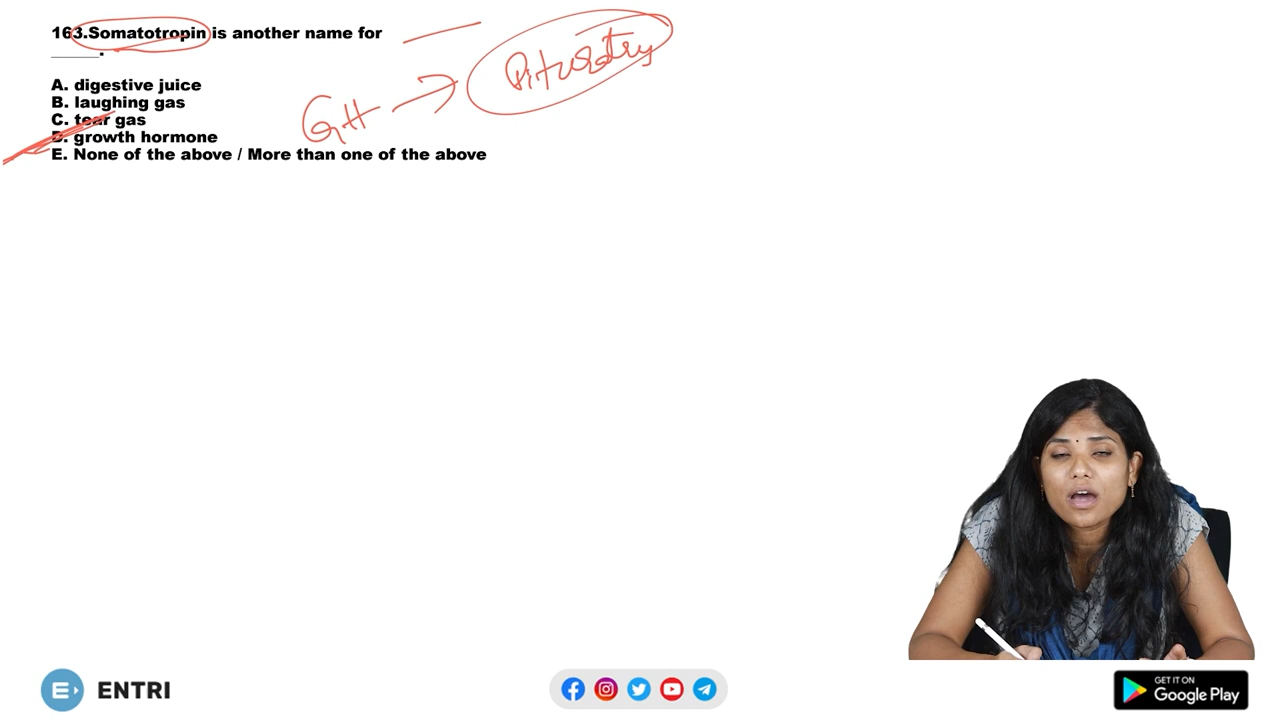 163.Somatotropin is another name for
_____.
A. digestive juice
B. laughing gas
C. tear gas
D. growth hormone
E. None of the above / More than one of the above
GH → Pituatry
ENTRI
GET IT ON
Google Play